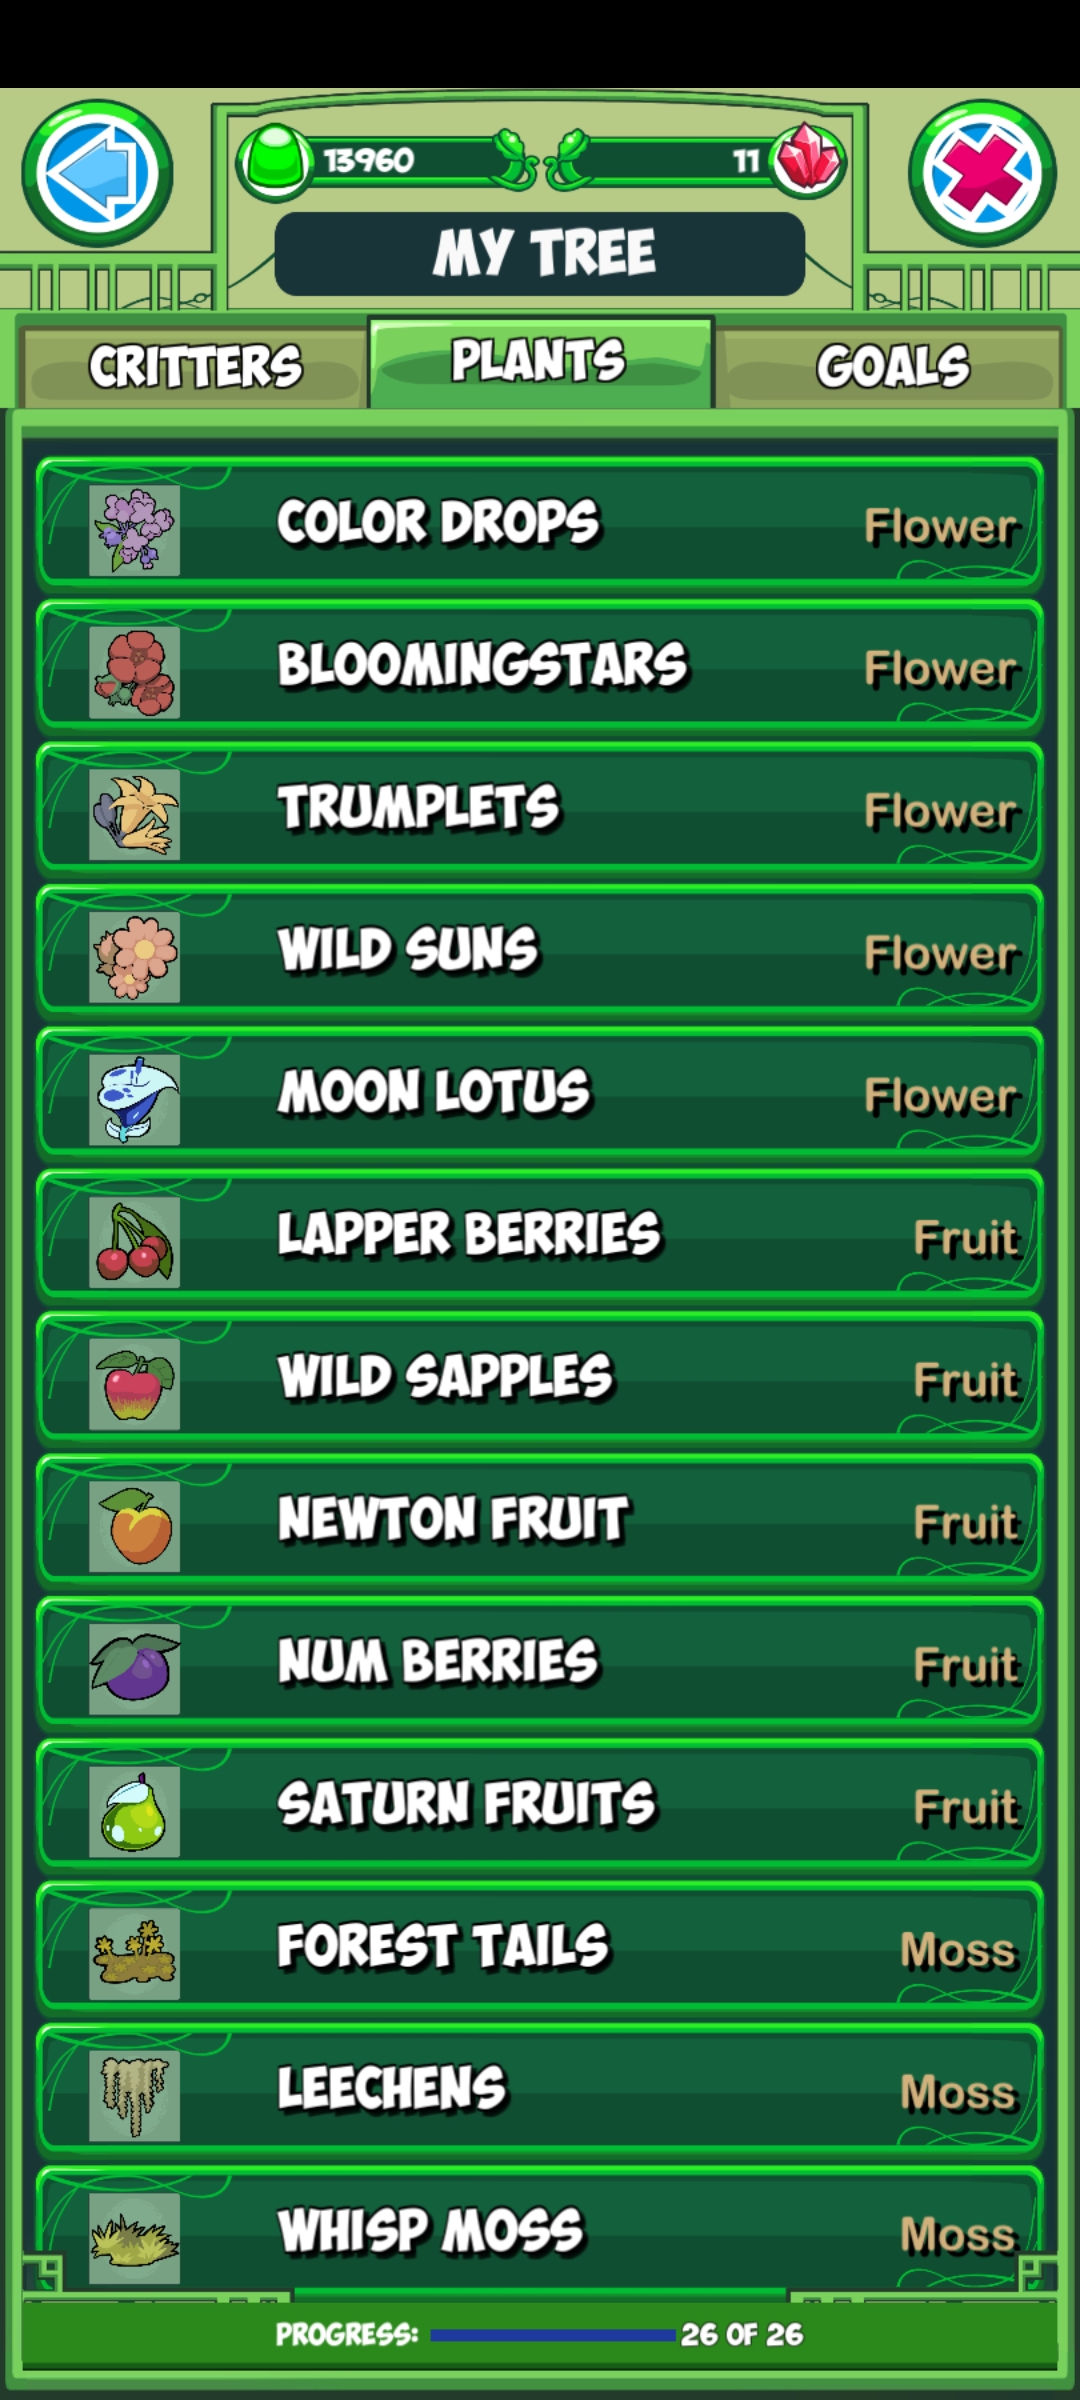 13960
11
MY TREE
CRITTERS
PLANTS
GOALS
COLOR DROPS Flower
BLOOMINGSTARS Flower
TRUMPLETS Flower
WILD SUNS Flower
MOON LOTUS Flower
LAPPER BERRIES Fruit
WILD SAPPLES Fruit
NEWTON FRUIT Fruit
NUM BERRIES Fruit
SATURN FRUITS Fruit
FOREST TAILS Moss
LEECHENS Moss
WHISP MOSS Moss
PROGRESS: 26 OF 26